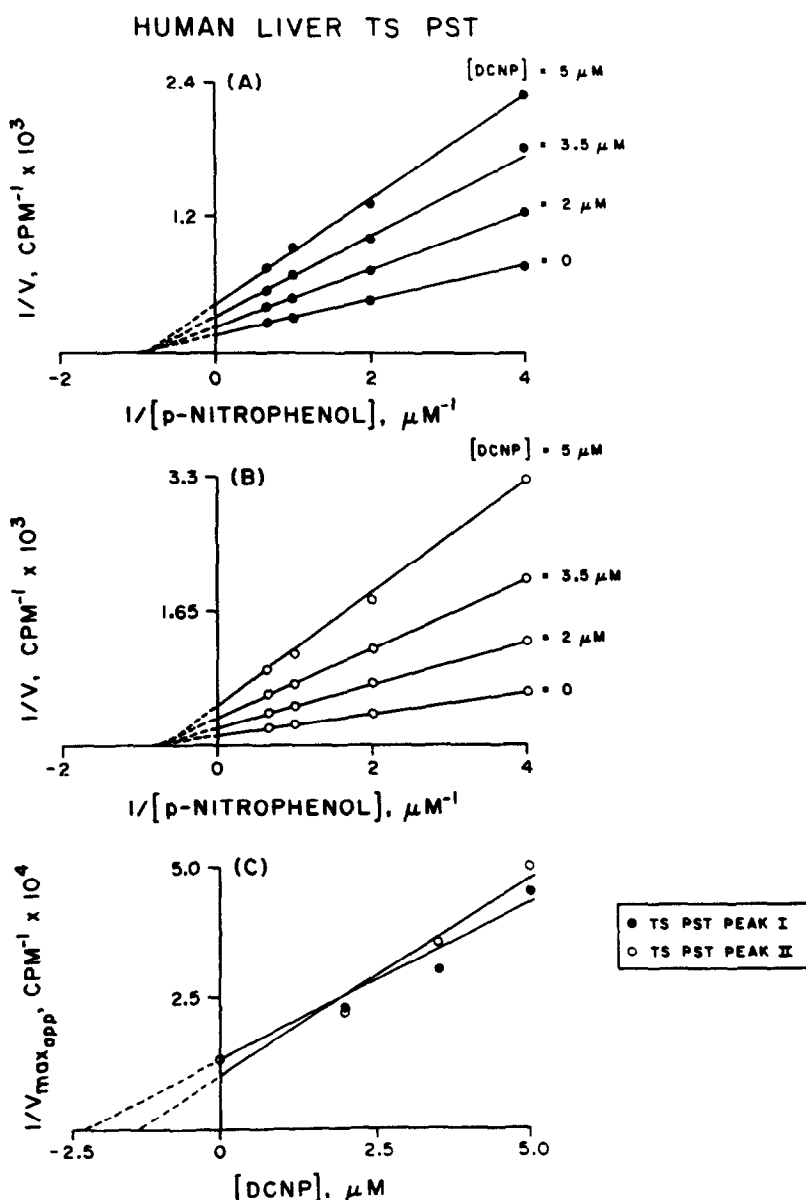 HUMAN LIVER TS PST
(A)
[DCNP] = 5 μM
= 3.5 μM
= 2 μM
= 0
2.4
1.2
1/V, CPM⁻¹ x 10³
-2 0 2 4
1/[p-NITROPHENOL], μM⁻¹
(B)
[DCNP] = 5 μM
= 3.5 μM
= 2 μM
= 0
3.3
1.65
1/V, CPM⁻¹ x 10³
-2 0 2 4
1/[p-NITROPHENOL], μM⁻¹
(C)
5.0
2.5
1/Vmaxapp, CPM⁻¹ x 10⁴
-2.5 0 2.5 5.0
[DCNP], μM
● TS PST PEAK I
○ TS PST PEAK II